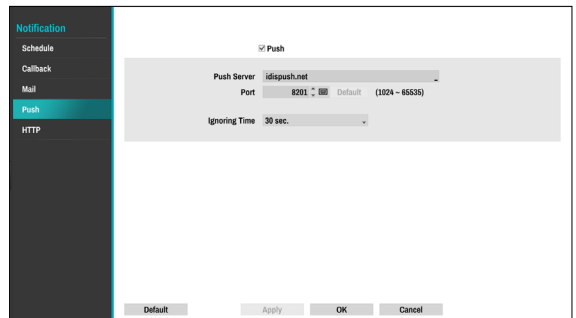 Notification
Schedule
Callback
Mail
Push
HTTP
Push
Push Server idispush.net
Port 8201 Default (1024 ~ 65535)
Ignoring Time 30 sec.
Default Apply OK Cancel